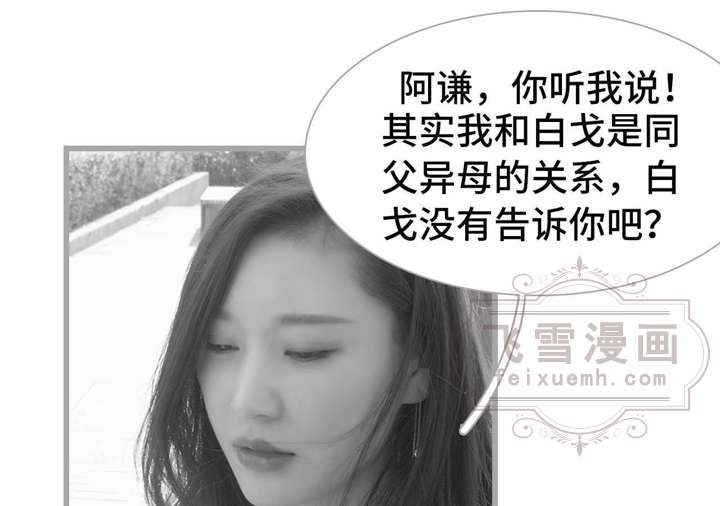 阿谦，你听我说！
其实我和白戈是同
父异母的关系，白
戈没有告诉你吧？
飞雪漫画
feixuemh.com